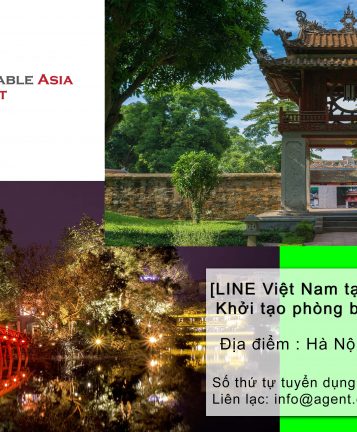 ABLE ASIA
T
[LINE Việt Nam tạ
Khởi tạo phòng b
Địa điểm : Hà Nộ
Số thứ tự tuyển dụng
Liên lạc: info@agent.